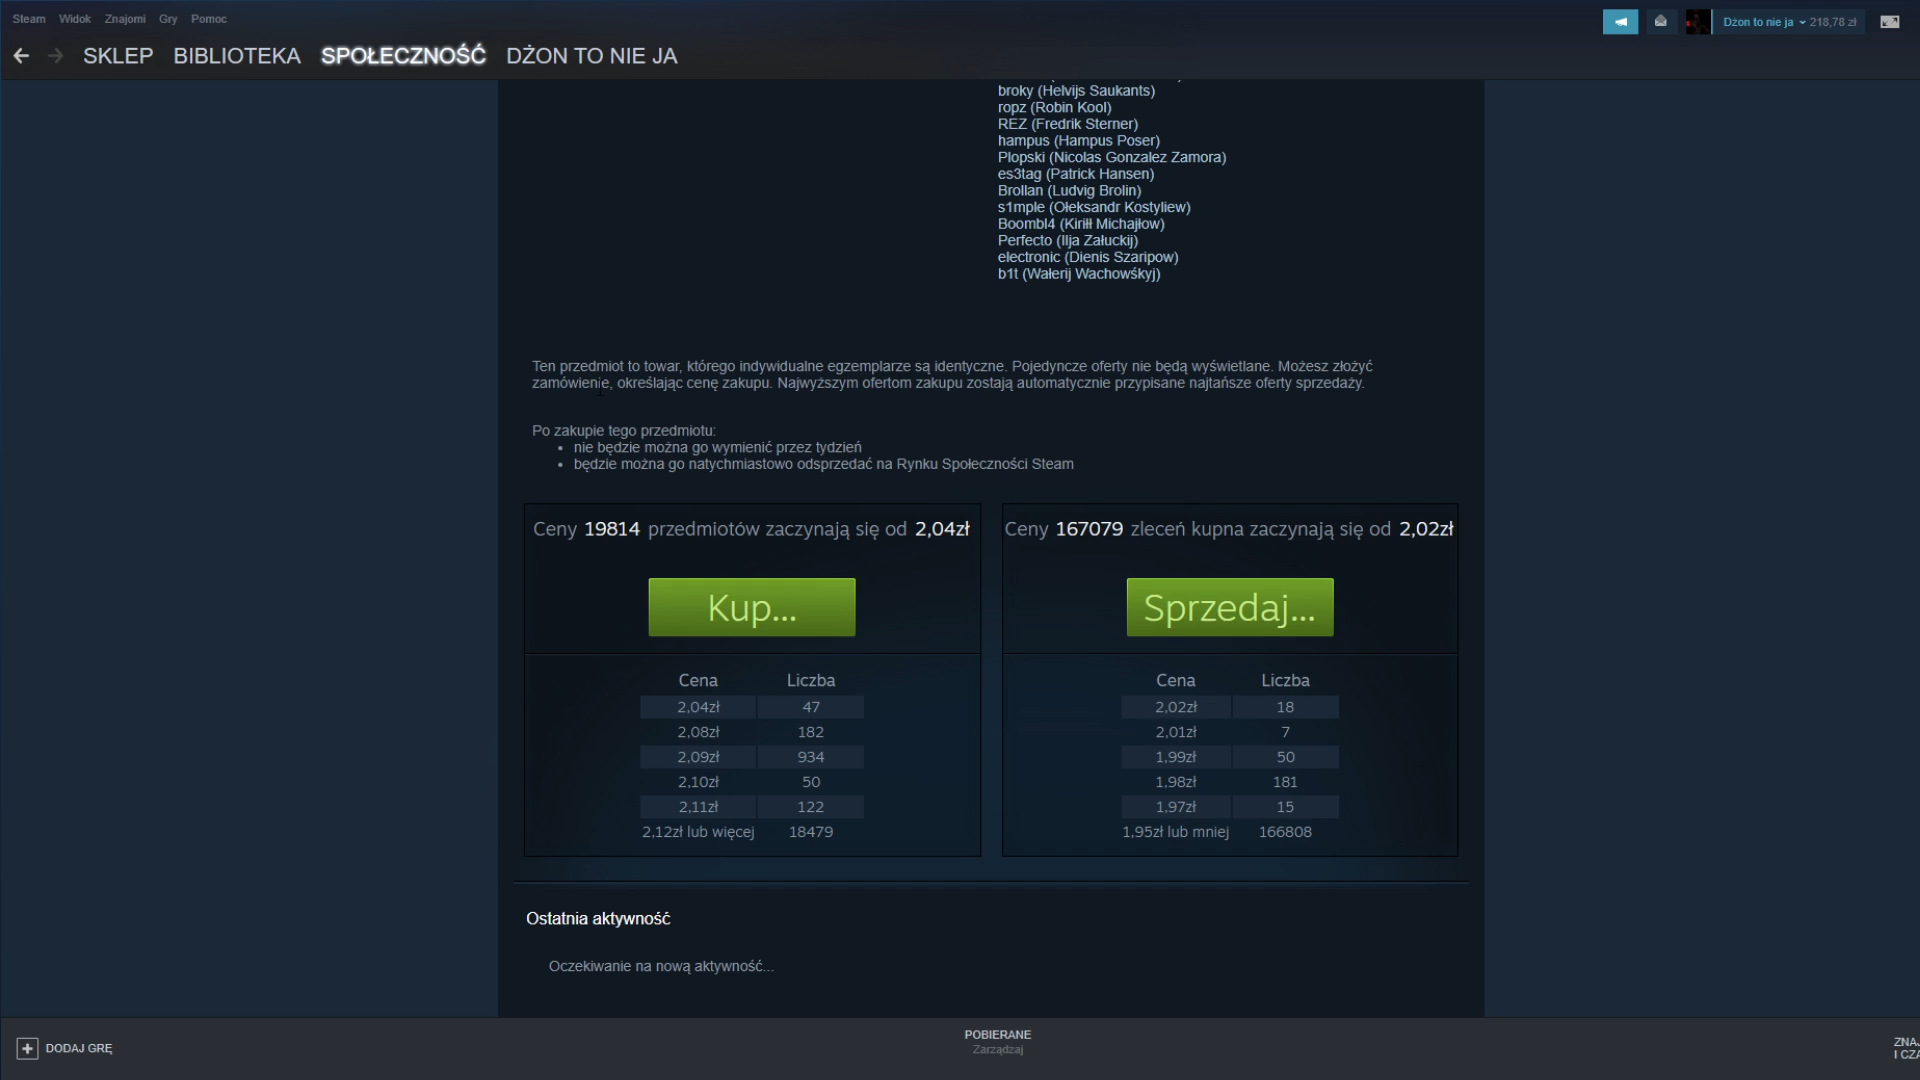 Steam Widok Znajomi Gry Pomoc
Dżon to nie ja 218,78 zł
SKLEP BIBLIOTEKA SPOŁECZNOŚĆ DŻON TO NIE JA
broky (Helvijs Saukants)
ropz (Robin Kool)
REZ (Fredrik Sterner)
hampus (Hampus Poser)
Plopski (Nicolas Gonzalez Zamora)
es3tag (Patrick Hansen)
Brollan (Ludvig Brolin)
s1mple (Ołeksandr Kostyliew)
Boombl4 (Kiriłł Michajłow)
Perfecto (Ilja Załuckij)
electronic (Dienis Szaripow)
b1t (Wałerij Wachowśkyj)
Ten przedmiot to towar, którego indywidualne egzemplarze są identyczne. Pojedyncze oferty nie będą wyświetlane. Możesz złożyć
zamówienie, określając cenę zakupu. Najwyższym ofertom zakupu zostają automatycznie przypisane najtańsze oferty sprzedaży.
Po zakupie tego przedmiotu:
• nie będzie można go wymienić przez tydzień
• będzie można go natychmiastowo odsprzedać na Rynku Społeczności Steam
Ceny 19814 przedmiotów zaczynają się od 2,04zł
Kup...
Cena Liczba
2,04zł 47
2,08zł 182
2,09zł 934
2,10zł 50
2,11zł 122
2,12zł lub więcej 18479
Ceny 167079 zleceń kupna zaczynają się od 2,02zł
Sprzedaj...
Cena Liczba
2,02zł 18
2,01zł 7
1,99zł 50
1,98zł 181
1,97zł 15
1,95zł lub mniej 166808
Ostatnia aktywność
Oczekiwanie na nową aktywność...
DODAJ GRĘ
POBIERANE
Zarządzaj
ZNAJ
I CZA